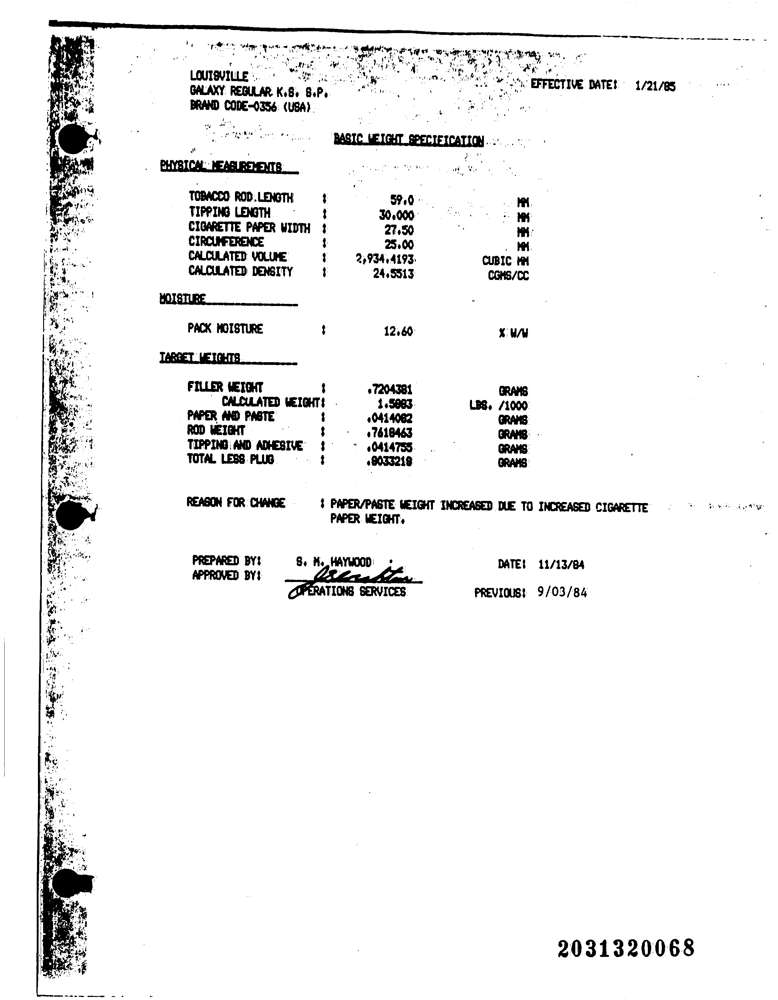 LOUISVILLE
GALAXY REGULAR K.S. S.P.
BRAND CODE-0356 (USA)
EFFECTIVE DATE: 1/21/85
BASIC WEIGHT SPECIFICATION
PHYSICAL MEASUREMENTS
TOBACCO ROD LENGTH : 59.0 MM
TIPPING LENGTH : 30.000 MM
CIGARETTE PAPER WIDTH : 27.50 MM
CIRCUMFERENCE : 25.00 MM
CALCULATED VOLUME : 2,934.4193 CUBIC MM
CALCULATED DENSITY : 24.5513 CGMS/CC
MOISTURE
PACK MOISTURE : 12.60 % W/W
TARGET WEIGHTS
FILLER WEIGHT : .7204381 GRAMS
CALCULATED WEIGHT: 1.5883 LBS. /1000
PAPER AND PASTE : .0414082 GRAMS
ROD WEIGHT : .7618463 GRAMS
TIPPING AND ADHESIVE : .0414755 GRAMS
TOTAL LESS PLUG : .8033218 GRAMS
REASON FOR CHANGE : PAPER/PASTE WEIGHT INCREASED DUE TO INCREASED CIGARETTE
PAPER WEIGHT.
PREPARED BY: S. M. HAYWOOD DATE: 11/13/84
APPROVED BY:
OPERATIONS SERVICES PREVIOUS: 9/03/84
2031320068